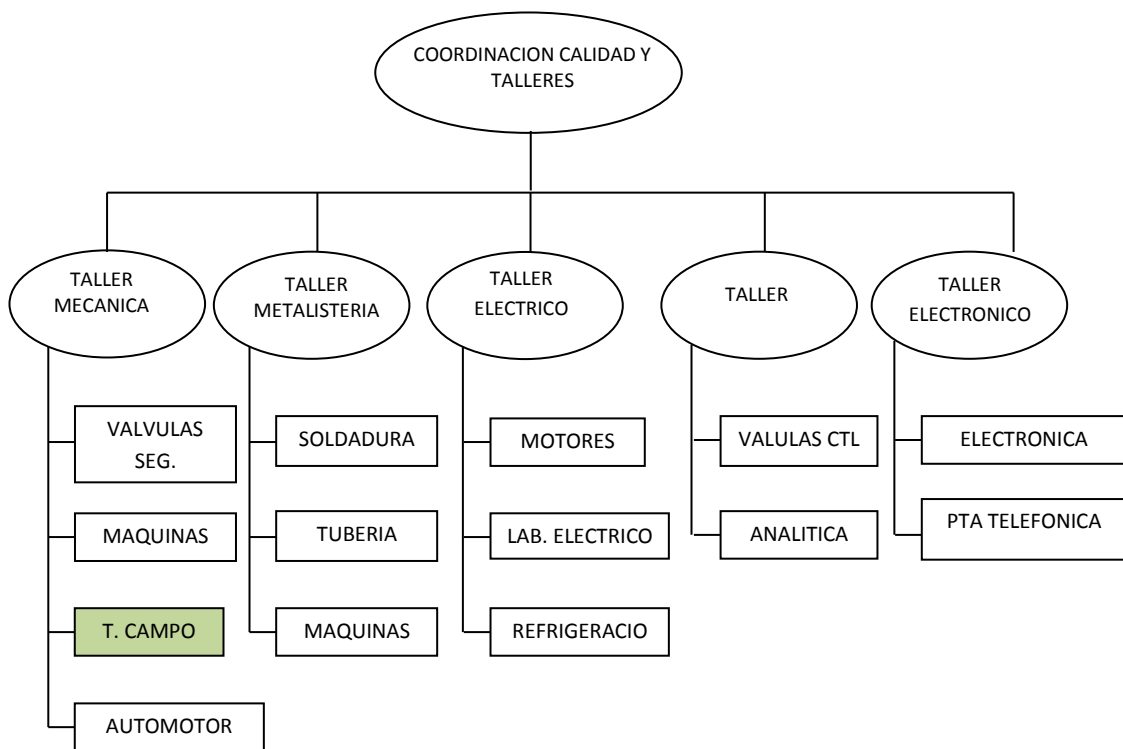 COORDINACION CALIDAD Y
TALLERES
TALLER
MECANICA
TALLER
METALISTERIA
TALLER
ELECTRICO
TALLER
TALLER
ELECTRONICO
VALVULAS
SEG.
MAQUINAS
T. CAMPO
AUTOMOTOR
SOLDADURA
TUBERIA
MAQUINAS
MOTORES
LAB. ELECTRICO
REFRIGERACIO
VALULAS CTL
ANALITICA
ELECTRONICA
PTA TELEFONICA